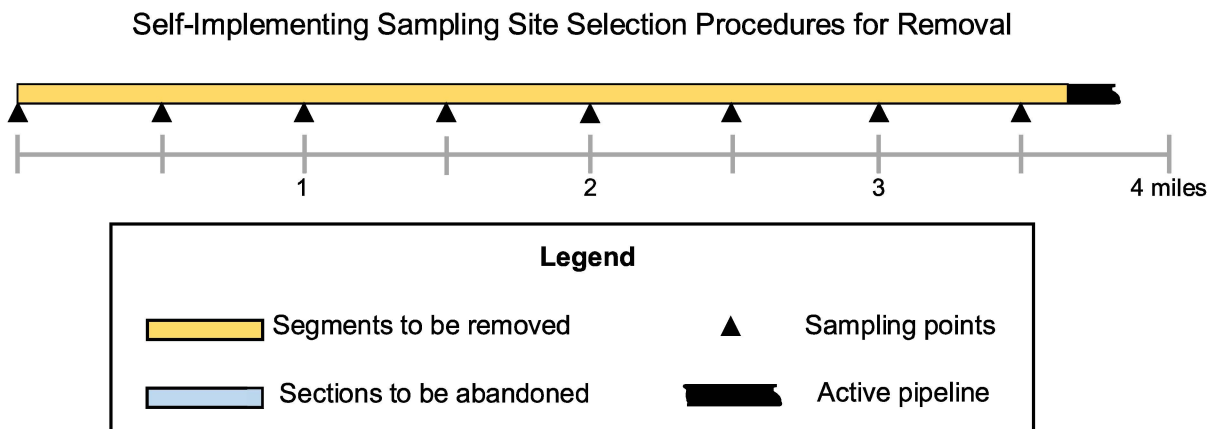 Self-Implementing Sampling Site Selection Procedures for Removal
1 2 3 4 miles
Legend
Segments to be removed Sampling points
Sections to be abandoned Active pipeline